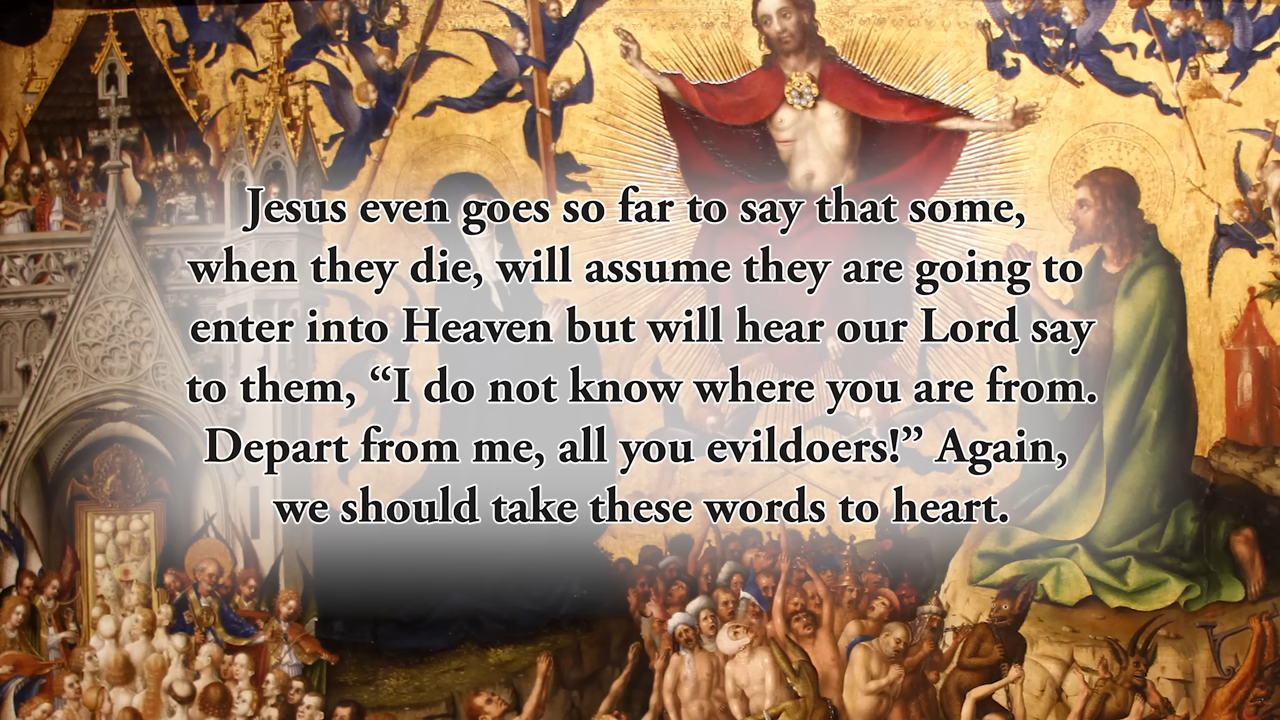 Jesus even goes so far to say that some,
when they die, will assume they are going to
enter into Heaven but will hear our Lord say
to them, “I do not know where you are from.
Depart from me, all you evildoers!” Again,
we should take these words to heart.